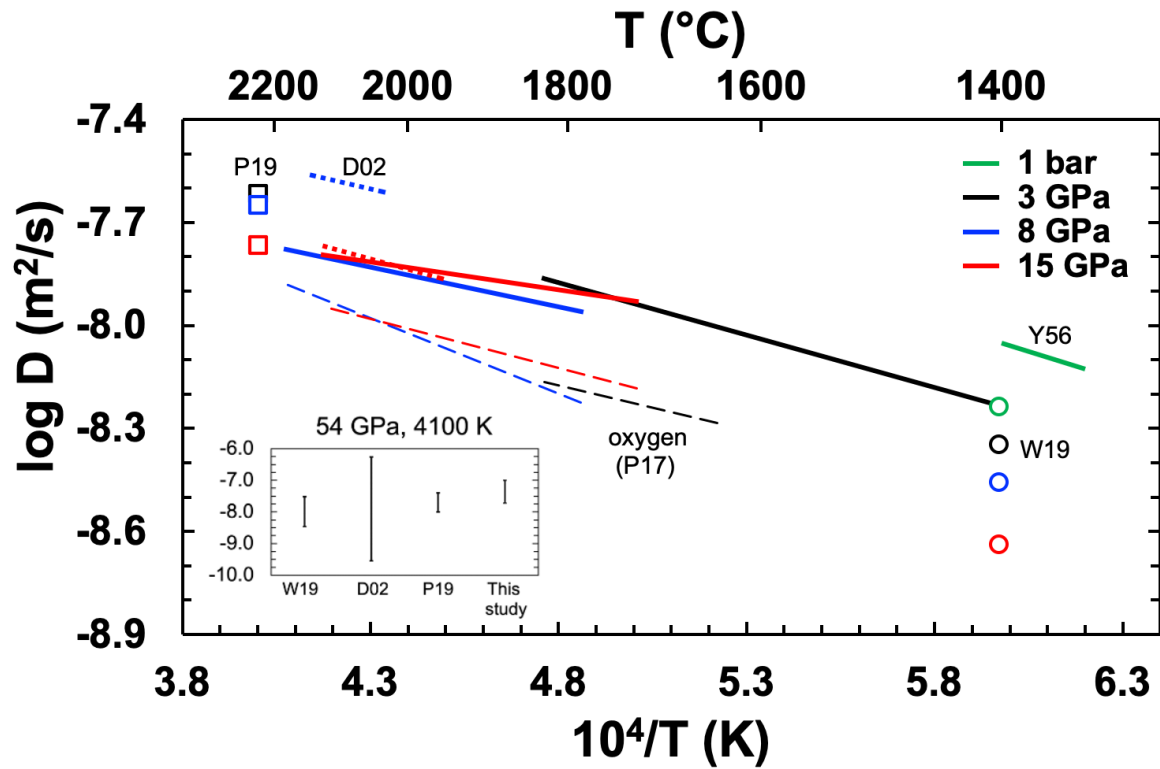 T (°C)
2200 2000 1800 1600 1400
-7.4
-7.7
-8.0
-8.3
-8.6
-8.9
log D (m²/s)
P19
D02
1 bar
3 GPa
8 GPa
15 GPa
Y56
W19
oxygen
(P17)
54 GPa, 4100 K
-6.0
-7.0
-8.0
-9.0
-10.0
W19 D02 P19 This
study
3.8 4.3 4.8 5.3 5.8 6.3
10⁴/T (K)